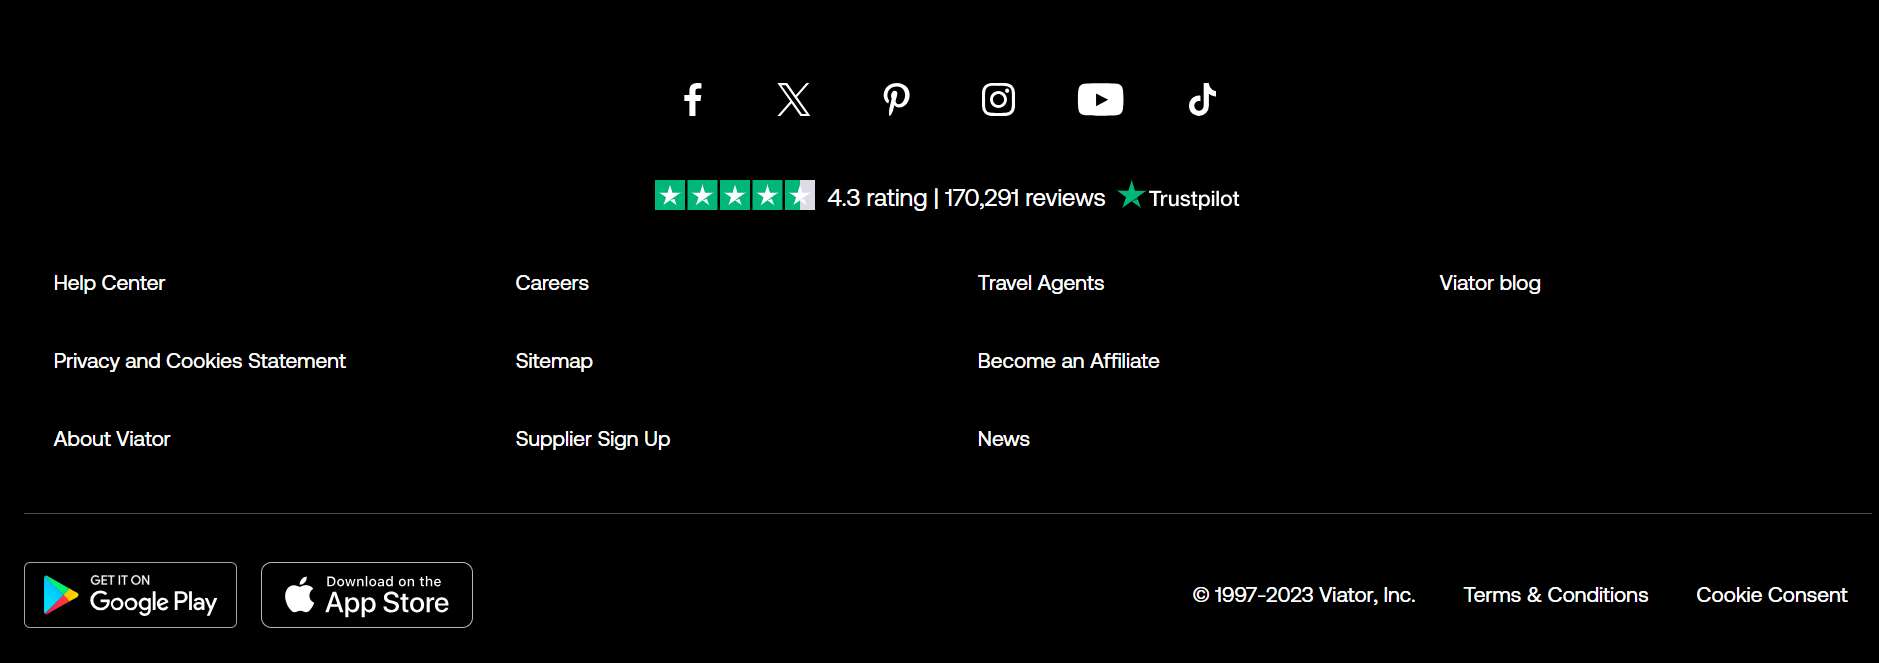 4.3 rating | 170,291 reviews Trustpilot
Help Center
Careers
Travel Agents
Viator blog
Privacy and Cookies Statement
Sitemap
Become an Affiliate
About Viator
Supplier Sign Up
News
GET IT ON
Google Play
Download on the
App Store
© 1997-2023 Viator, Inc.
Terms & Conditions
Cookie Consent